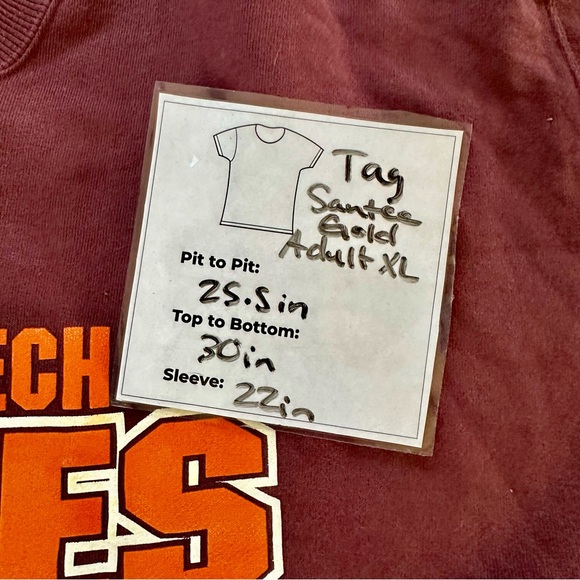 Tag
Santee
Gold
Adult XL
Pit to Pit:
25.5in
Top to Bottom:
30in
Sleeve:
22in
ECH
ES